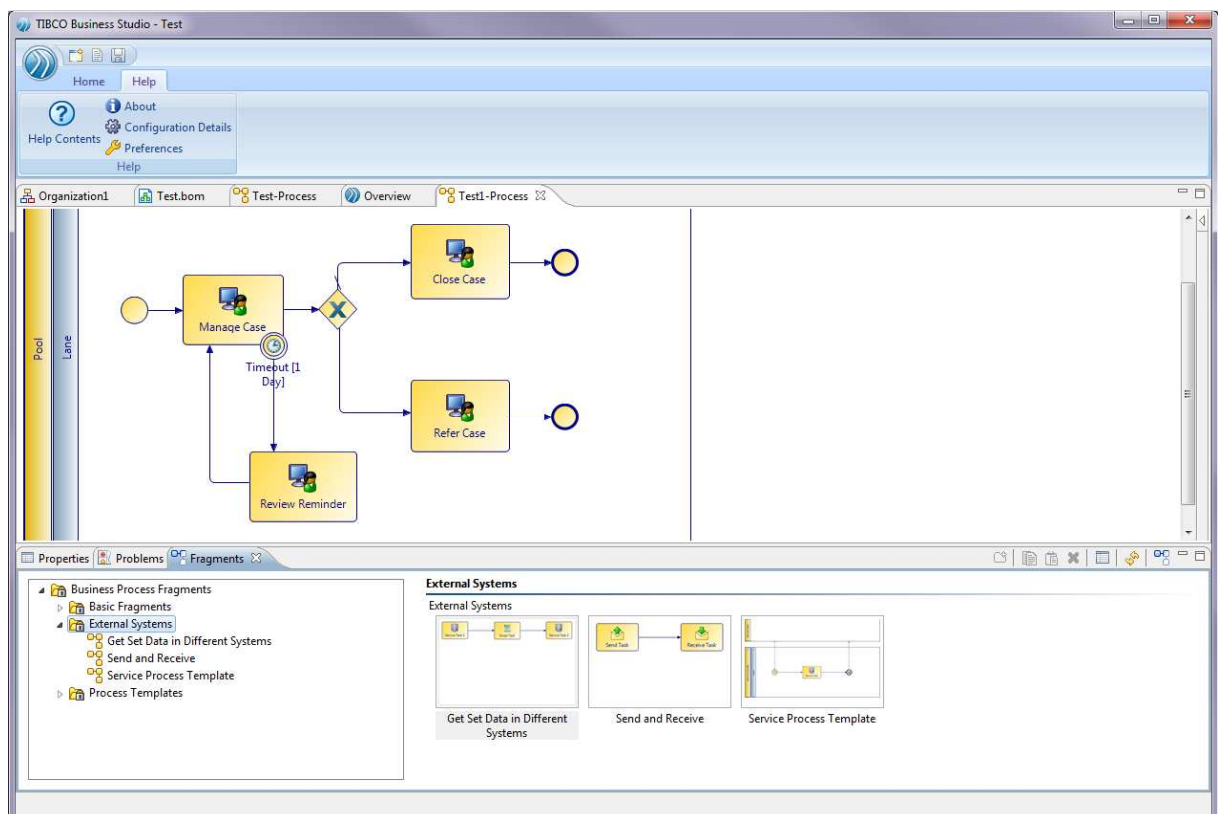 TIBCO Business Studio - Test
Home
Help
Help Contents
About
Configuration Details
Preferences
Help
Organization1
Test.bom
Test-Process
Overview
Test1-Process
Pool
Lane
Manage Case
Timeout [1
Day]
Review Reminder
Close Case
Refer Case
Properties
Problems
Fragments
Business Process Fragments
Basic Fragments
External Systems
Get Set Data in Different Systems
Send and Receive
Service Process Template
Process Templates
External Systems
External Systems
Send Task
Receive Task
Get Set Data in Different
Systems
Send and Receive
Service Process Template